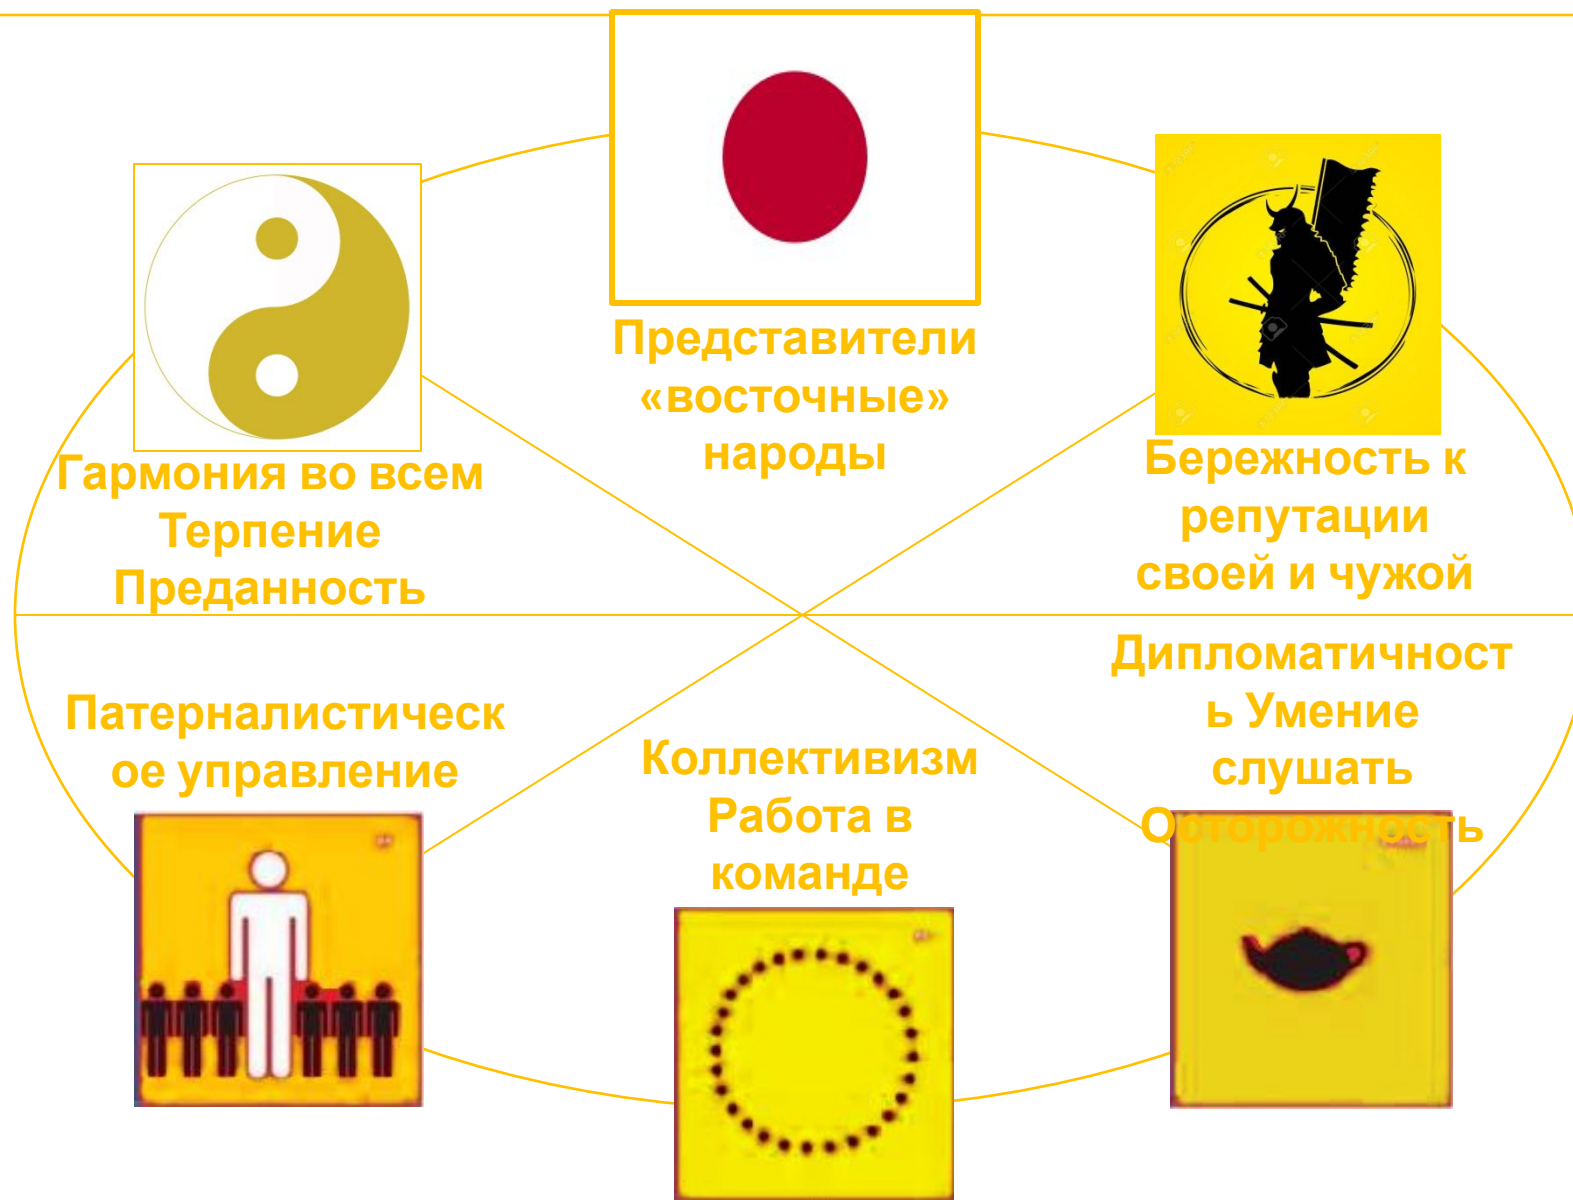 Представители
«восточные»
народы
Гармония во всем
Терпение
Преданность
Бережность к
репутации
своей и чужой
Патерналистическ
ое управление
Коллективизм
Работа в
команде
Дипломатичност
ь Умение
слушать
Осторожность